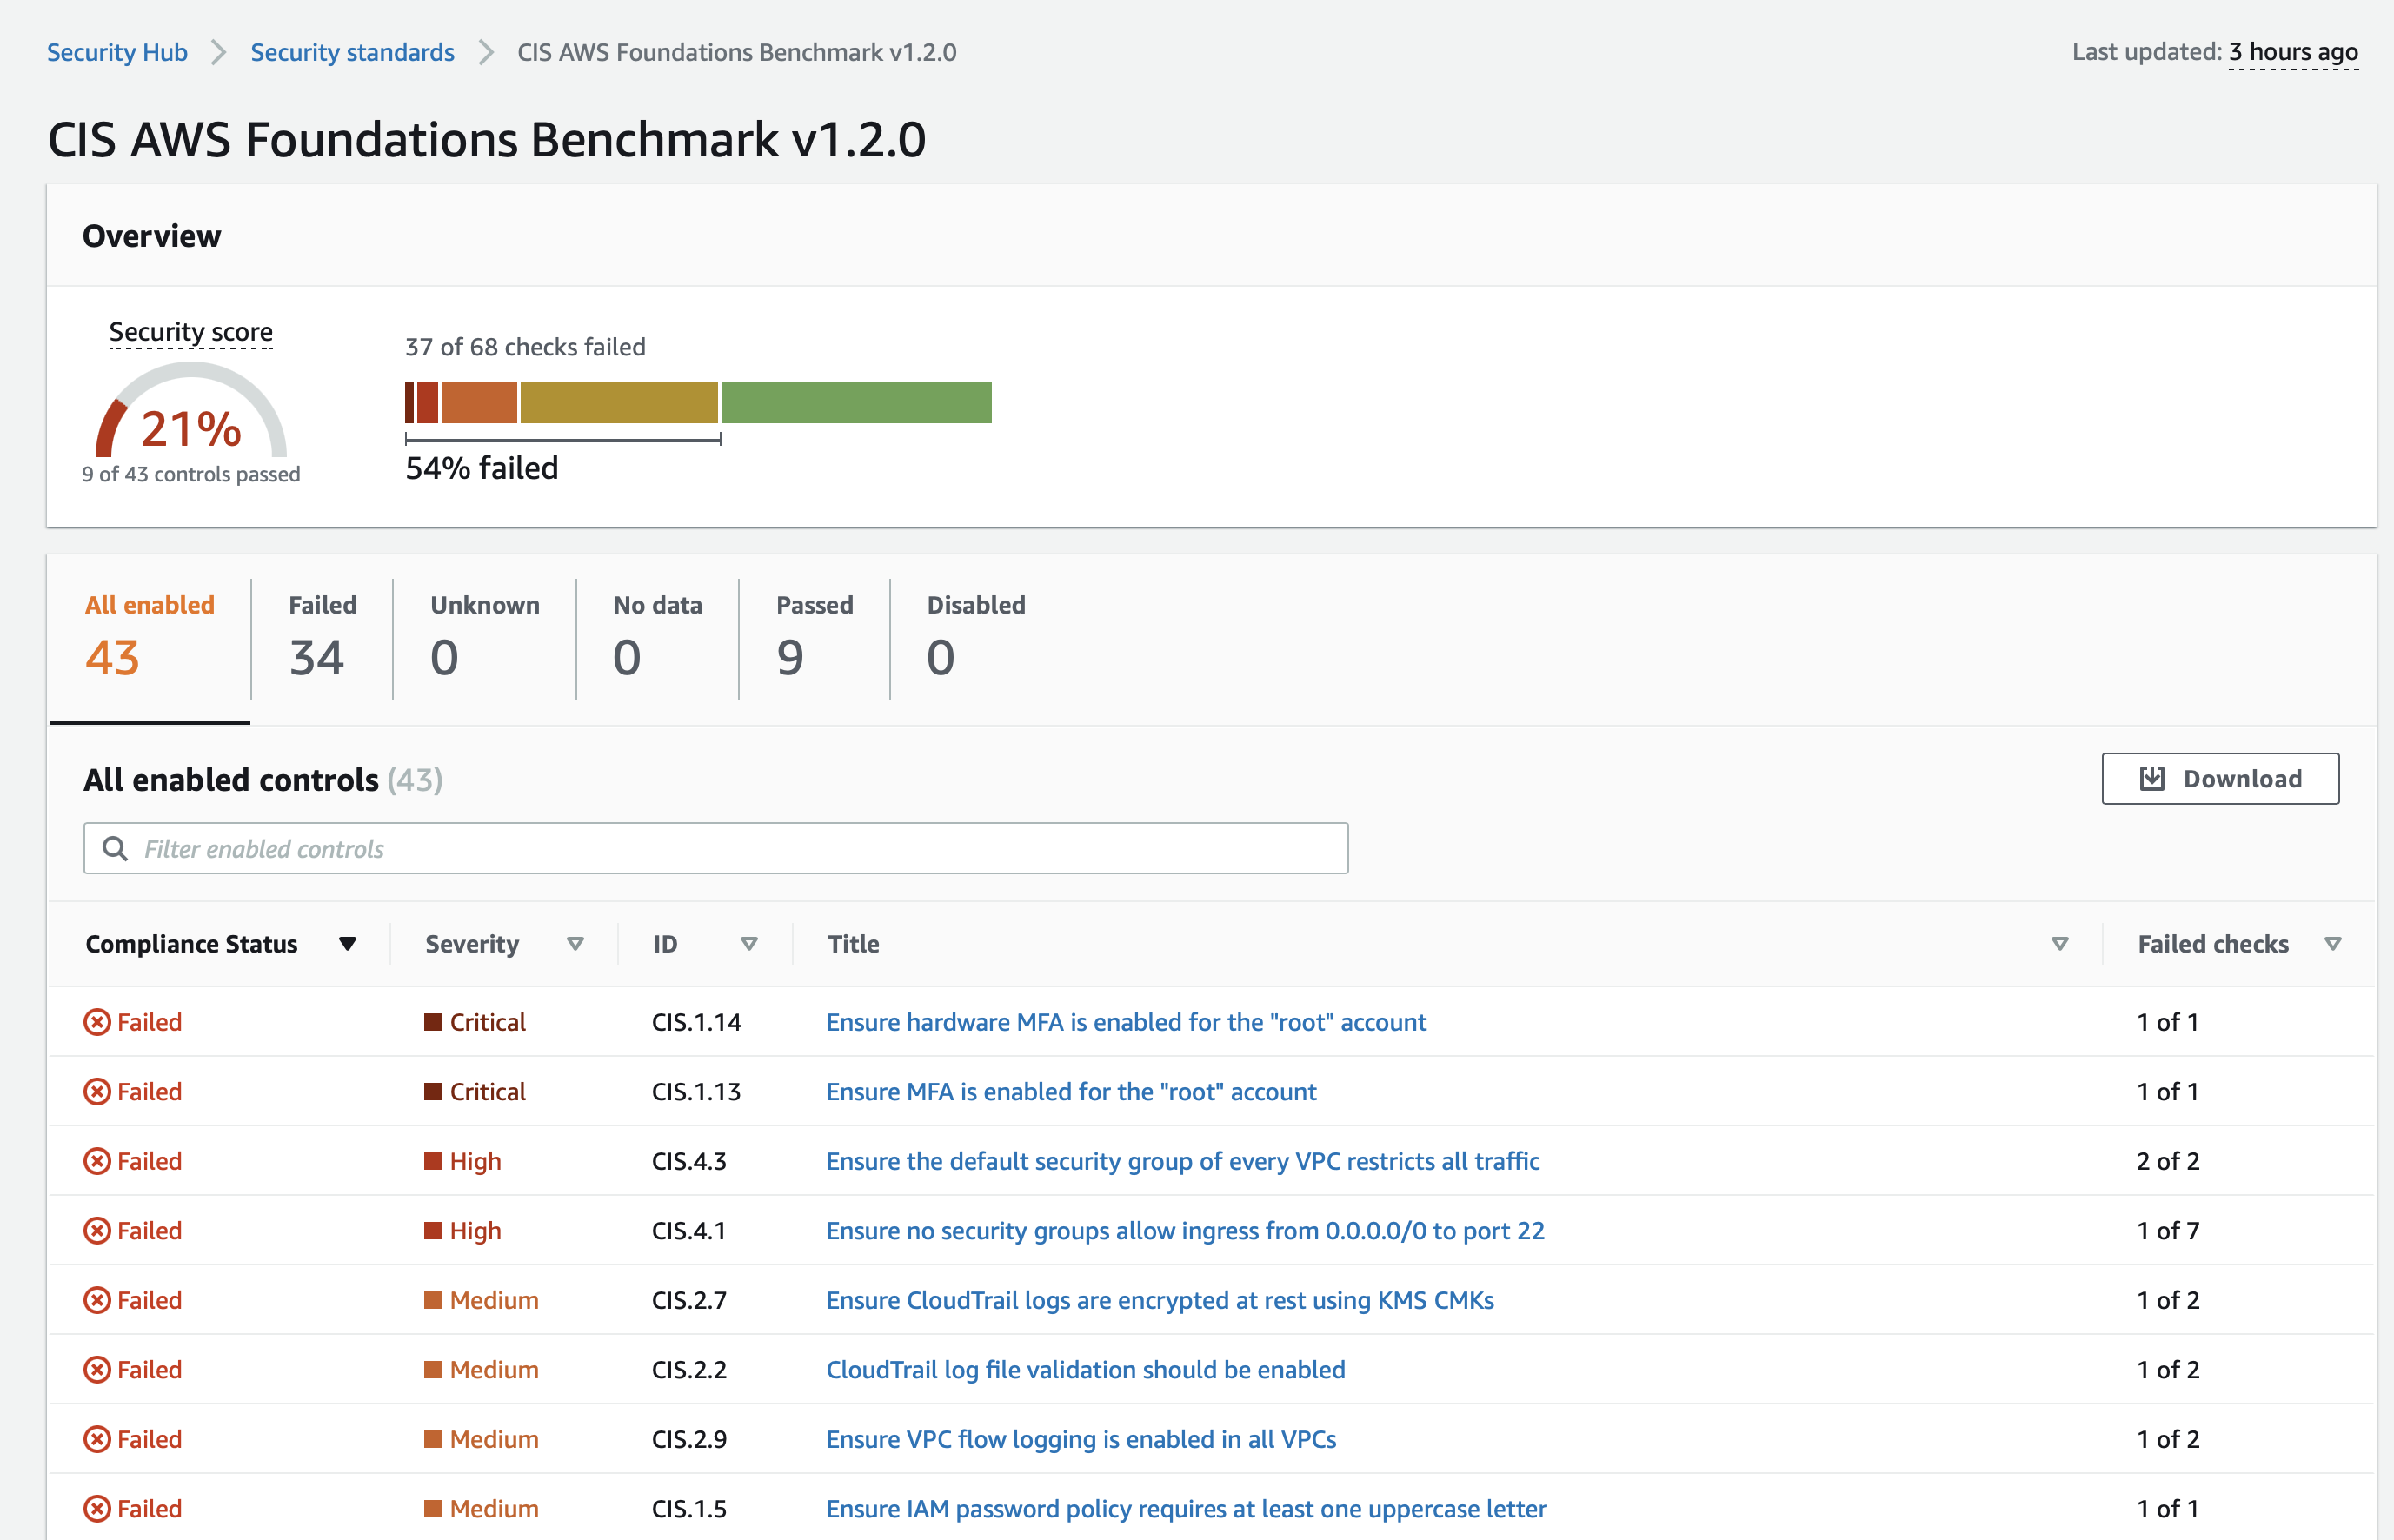 Security Hub > Security standards > CIS AWS Foundations Benchmark v1.2.0 Last updated: 3 hours ago
CIS AWS Foundations Benchmark v1.2.0
Overview
Security score
21%
9 of 43 controls passed
37 of 68 checks failed
54% failed
All enabled Failed Unknown No data Passed Disabled
43 34 0 0 9 0
All enabled controls (43) Download
Filter enabled controls
Compliance Status Severity ID Title Failed checks
Failed Critical CIS.1.14 Ensure hardware MFA is enabled for the "root" account 1 of 1
Failed Critical CIS.1.13 Ensure MFA is enabled for the "root" account 1 of 1
Failed High CIS.4.3 Ensure the default security group of every VPC restricts all traffic 2 of 2
Failed High CIS.4.1 Ensure no security groups allow ingress from 0.0.0.0/0 to port 22 1 of 7
Failed Medium CIS.2.7 Ensure CloudTrail logs are encrypted at rest using KMS CMKs 1 of 2
Failed Medium CIS.2.2 CloudTrail log file validation should be enabled 1 of 2
Failed Medium CIS.2.9 Ensure VPC flow logging is enabled in all VPCs 1 of 2
Failed Medium CIS.1.5 Ensure IAM password policy requires at least one uppercase letter 1 of 1